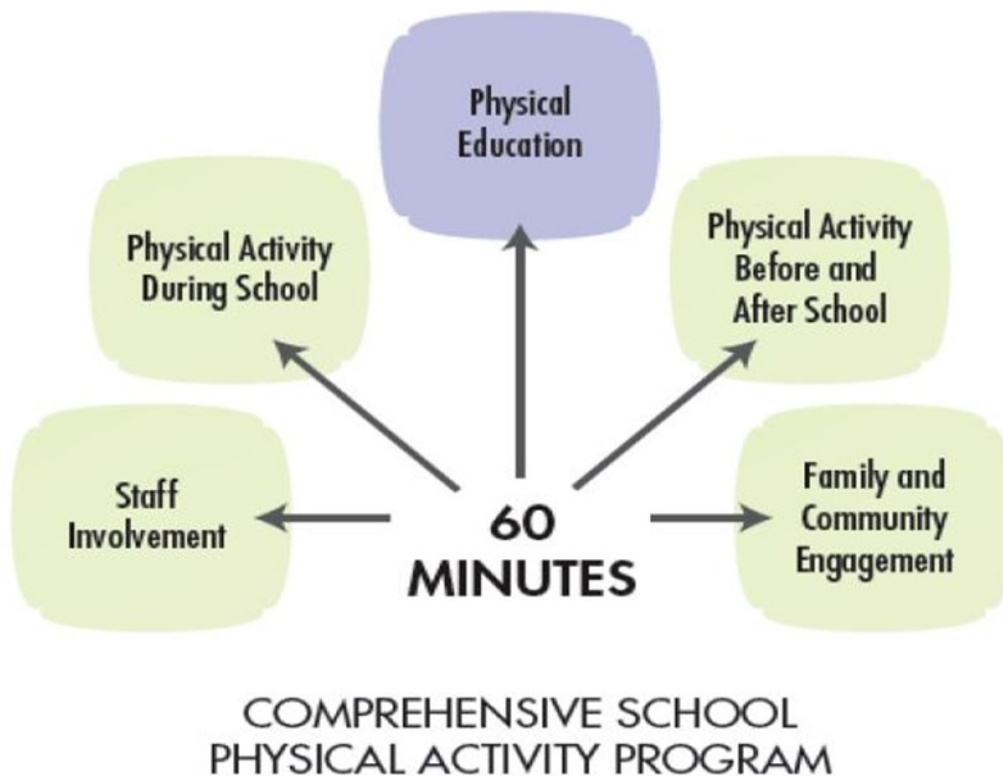 Physical
Education
Physical Activity
During School
Physical Activity
Before and
After School
Staff
Involvement
60
MINUTES
Family and
Community
Engagement
COMPREHENSIVE SCHOOL
PHYSICAL ACTIVITY PROGRAM